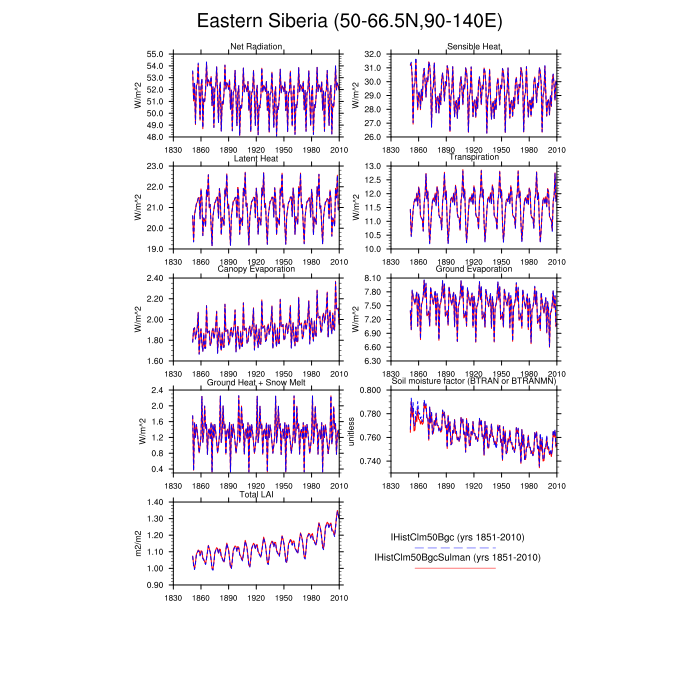 Eastern Siberia (50-66.5N,90-140E)
Net Radiation
Sensible Heat
55.0
54.0
53.0
52.0
51.0
50.0
49.0
48.0
W/m^2
1830 1860 1890 1920 1950 1980 2010
32.0
31.0
30.0
29.0
28.0
27.0
26.0
W/m^2
1830 1860 1890 1920 1950 1980 2010
Latent Heat
Transpiration
23.0
22.0
21.0
20.0
19.0
W/m^2
1830 1860 1890 1920 1950 1980 2010
13.0
12.5
12.0
11.5
11.0
10.5
10.0
W/m^2
1830 1860 1890 1920 1950 1980 2010
Canopy Evaporation
Ground Evaporation
2.40
2.20
2.00
1.80
1.60
W/m^2
1830 1860 1890 1920 1950 1980 2010
8.10
7.80
7.50
7.20
6.90
6.60
6.30
W/m^2
1830 1860 1890 1920 1950 1980 2010
Ground Heat + Snow Melt
Soil moisture factor (BTRAN or BTRANMN)
2.4
2.0
1.6
1.2
0.8
0.4
W/m^2
1830 1860 1890 1920 1950 1980 2010
0.800
0.780
0.760
0.740
unitless
1830 1860 1890 1920 1950 1980 2010
Total LAI
1.40
1.30
1.20
1.10
1.00
0.90
m2/m2
1830 1860 1890 1920 1950 1980 2010
IHistClm50Bgc (yrs 1851-2010)
IHistClm50BgcSulman (yrs 1851-2010)